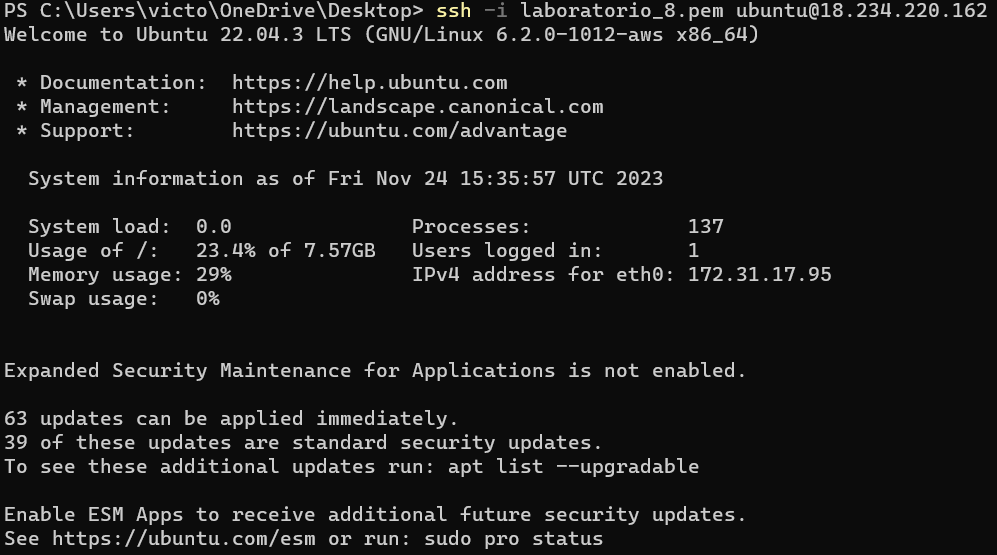 PS C:\Users\victo\OneDrive\Desktop> ssh -i laboratorio_8.pem ubuntu@18.234.220.162
Welcome to Ubuntu 22.04.3 LTS (GNU/Linux 6.2.0-1012-aws x86_64)
* Documentation: https://help.ubuntu.com
* Management: https://landscape.canonical.com
* Support: https://ubuntu.com/advantage
System information as of Fri Nov 24 15:35:57 UTC 2023
System load: 0.0 Processes: 137
Usage of /: 23.4% of 7.57GB Users logged in: 1
Memory usage: 29% IPv4 address for eth0: 172.31.17.95
Swap usage: 0%
Expanded Security Maintenance for Applications is not enabled.
63 updates can be applied immediately.
39 of these updates are standard security updates.
To see these additional updates run: apt list --upgradable
Enable ESM Apps to receive additional future security updates.
See https://ubuntu.com/esm or run: sudo pro status